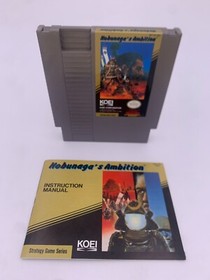 Nobunaga's Ambition
KOEI
Nobunaga's Ambition
INSTRUCTION
MANUAL
KOEI
Strategy Game Series